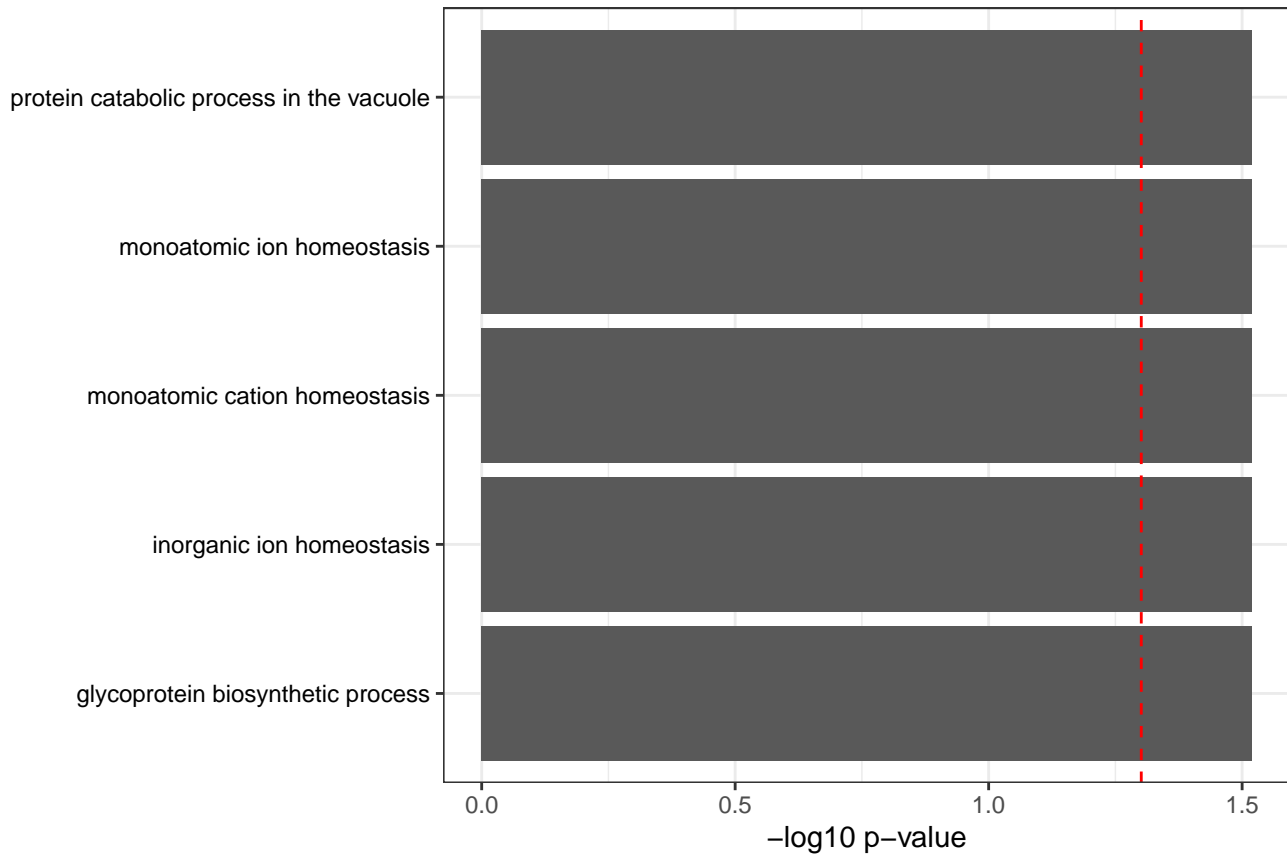 protein catabolic process in the vacuole
monoatomic ion homeostasis
monoatomic cation homeostasis
inorganic ion homeostasis
glycoprotein biosynthetic process
0.0 0.5 1.0 1.5
−log10 p−value